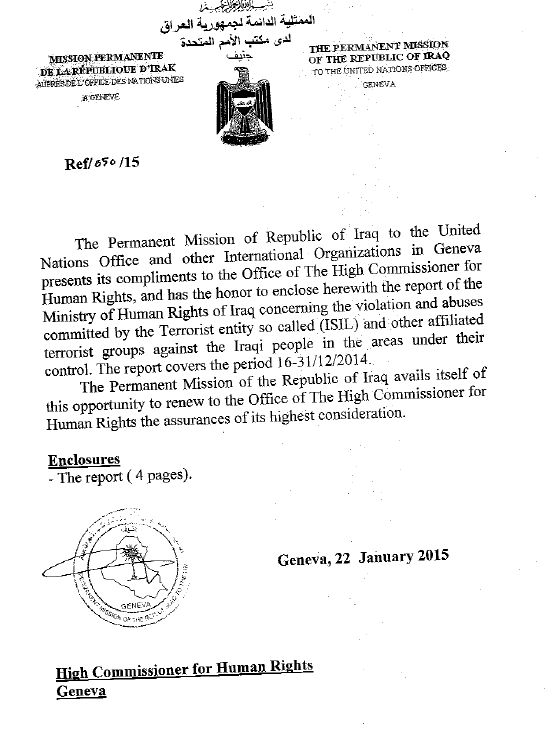 الممثلية الدائمة لجمهورية العراق
لدى مكتب الأمم المتحدة
جنيف
MISSION PERMANENTE
DE LA RÉPUBLIQUE D'IRAK
AUPRÈS DE L'OFFICE DES NATIONS UNIES
A GENEVE
THE PERMANENT MISSION
OF THE REPUBLIC OF IRAQ
TO THE UNITED NATIONS OFFICES
GENEVA
Ref/ /15
The Permanent Mission of Republic of Iraq to the United
Nations Office and other International Organizations in Geneva
presents its compliments to the Office of The High Commissioner for
Human Rights, and has the honor to enclose herewith the report of the
Ministry of Human Rights of Iraq concerning the violation and abuses
committed by the Terrorist entity so called (ISIL) and other affiliated
terrorist groups against the Iraqi people in the areas under their
control. The report covers the period 16-31/12/2014.
The Permanent Mission of the Republic of Iraq avails itself of
this opportunity to renew to the Office of The High Commissioner for
Human Rights the assurances of its highest consideration.
Enclosures
- The report ( 4 pages).
جنيف
GENEVA
PERMANENT MISSION OF THE
Geneva, 22 January 2015
High Commissioner for Human Rights
Geneva